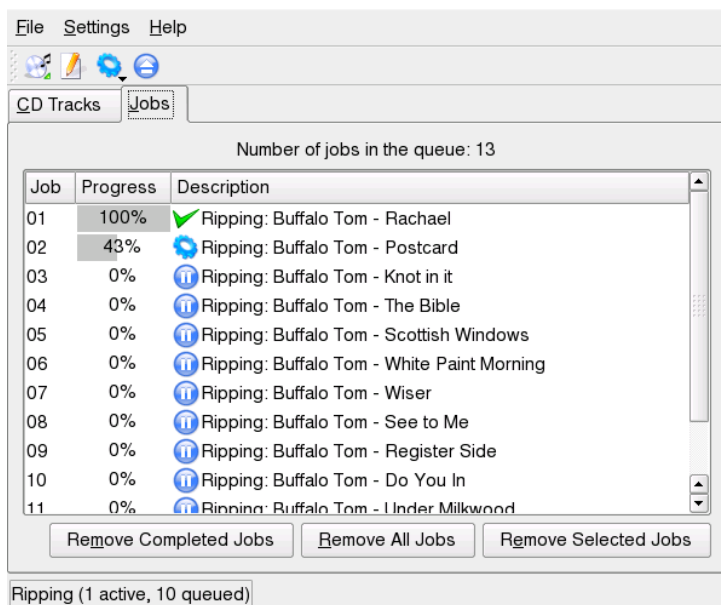 File Settings Help
CD Tracks Jobs
Number of jobs in the queue: 13
Job Progress Description
01 100% Ripping: Buffalo Tom - Rachael
02 43% Ripping: Buffalo Tom - Postcard
03 0% Ripping: Buffalo Tom - Knot in it
04 0% Ripping: Buffalo Tom - The Bible
05 0% Ripping: Buffalo Tom - Scottish Windows
06 0% Ripping: Buffalo Tom - White Paint Morning
07 0% Ripping: Buffalo Tom - Wiser
08 0% Ripping: Buffalo Tom - See to Me
09 0% Ripping: Buffalo Tom - Register Side
10 0% Ripping: Buffalo Tom - Do You In
11 0% Ripping: Buffalo Tom - Under Milkwood
Remove Completed Jobs Remove All Jobs Remove Selected Jobs
Ripping (1 active, 10 queued)